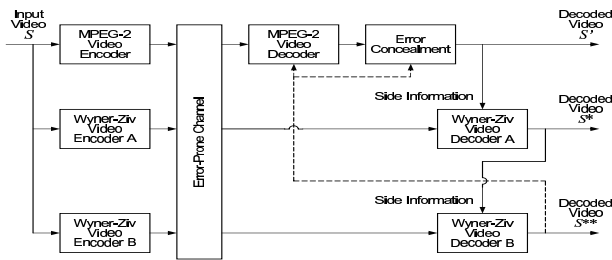 Input
Video
S
MPEG-2
Video
Encoder
MPEG-2
Video
Decoder
Error
Concealment
Decoded
Video
S'
Side Information
Error-Prone Channel
Wyner-Ziv
Video
Encoder A
Wyner-Ziv
Video
Decoder A
Decoded
Video
S*
Side Information
Wyner-Ziv
Video
Encoder B
Wyner-Ziv
Video
Decoder B
Decoded
Video
S**